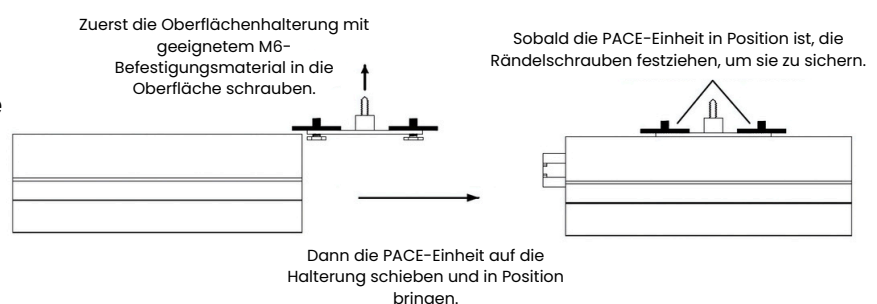 Zuerst die Oberflächenhalterung mit
geeignetem M6-
Befestigungsmaterial in die
Oberfläche schrauben.
Sobald die PACE-Einheit in Position ist, die
Rändelschrauben festziehen, um sie zu sichern.
e
Dann die PACE-Einheit auf die
Halterung schieben und in Position
bringen.